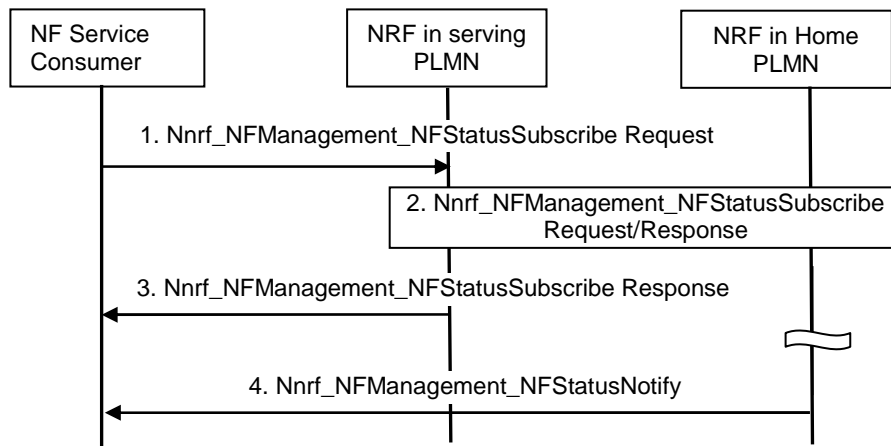 NF Service
Consumer
NRF in serving
PLMN
NRF in Home
PLMN
1. Nnrf_NFManagement_NFStatusSubscribe Request
2. Nnrf_NFManagement_NFStatusSubscribe
Request/Response
3. Nnrf_NFManagement_NFStatusSubscribe Response
4. Nnrf_NFManagement_NFStatusNotify